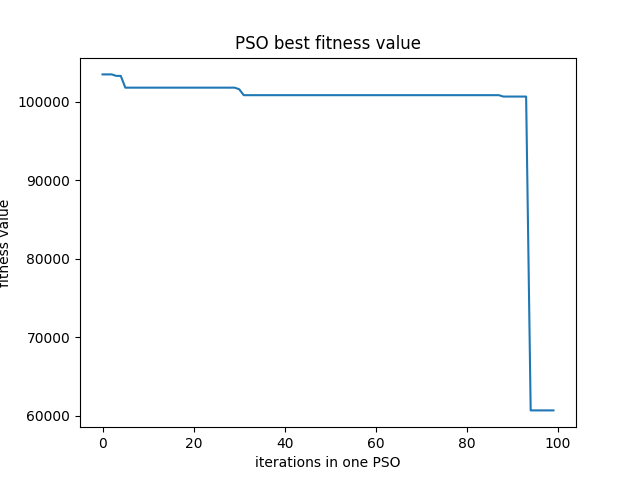 PSO best fitness value
fitness value
100000
90000
80000
70000
60000
0 20 40 60 80 100
iterations in one PSO